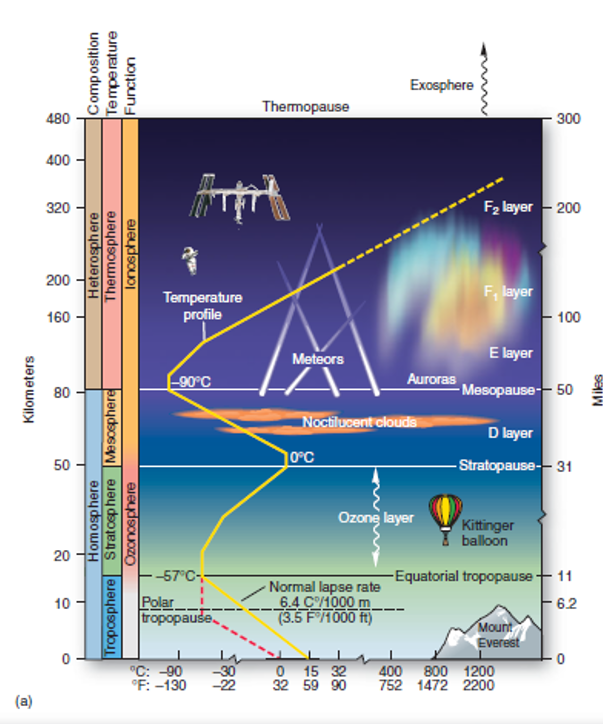 Exosphere
Thermopause
Composition
Temperature
Function
Kilometers
480
400
320
200
160
80
50
20
10
0
Heterosphere
Homosphere
Thermosphere
Mesosphere
Stratosphere
Troposphere
Ionosphere
Ozonosphere
F2 layer
F1 layer
Temperature
profile
Meteors
E layer
Auroras
–90°C
Mesopause
Noctilucent clouds
D layer
0°C
Stratopause
Ozone layer
Kittinger
balloon
–57°C
Equatorial tropopause
Normal lapse rate
6.4 C°/1000 m
(3.5 F°/1000 ft)
Polar
tropopause
Mount
Everest
300
200
100
50
31
11
6.2
0
Miles
°C: –90 –30 0 15 32 400 800 1200
°F: –130 –22 32 59 90 752 1472 2200
(a)